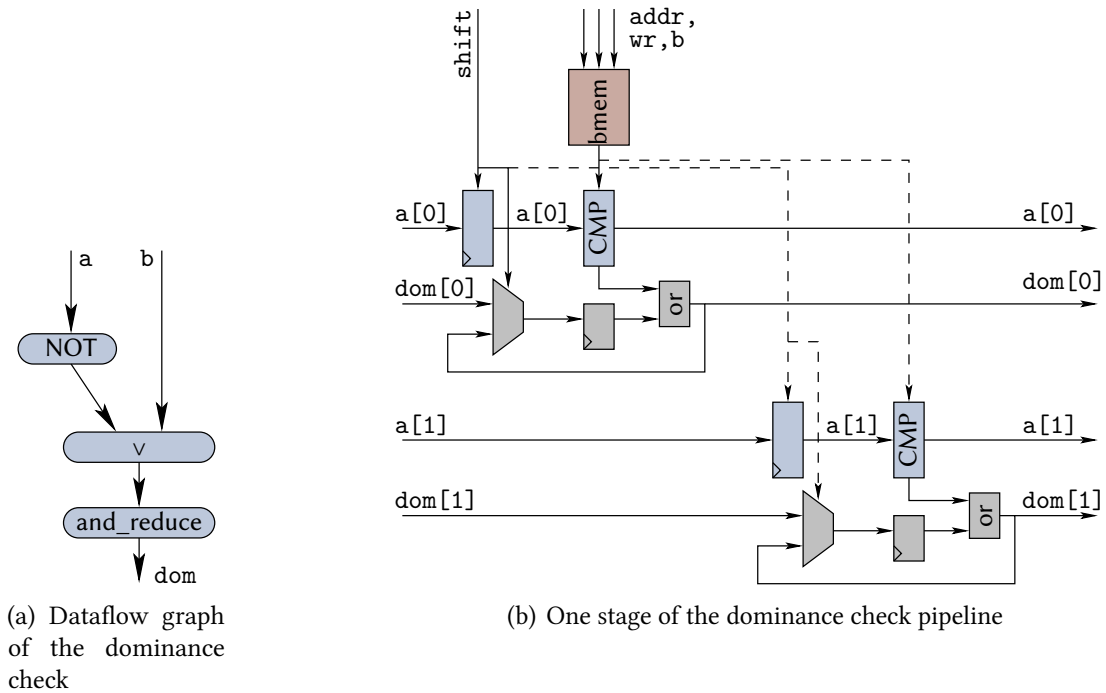 shift
addr,
wr,b
bmem
a[0]
a[0]
CMP
a[0]
dom[0]
or
dom[0]
a
b
NOT
∨
and_reduce
dom
a[1]
a[1]
CMP
a[1]
dom[1]
or
dom[1]
(a) Dataflow graph
of the dominance
check
(b) One stage of the dominance check pipeline